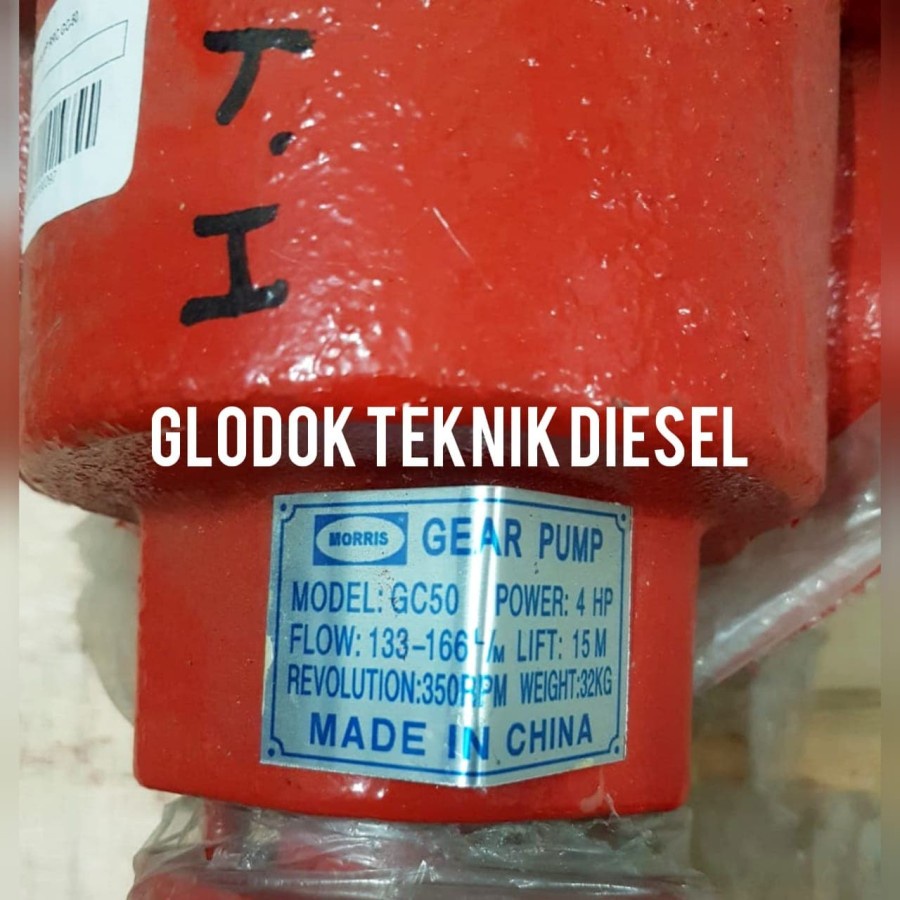 T.I
GLODOK TEKNIK DIESEL
MORRIS GEAR PUMP
MODEL: GC50 POWER: 4 HP
FLOW: 133-166 L/M LIFT: 15 M
REVOLUTION:350RPM WEIGHT:32KG
MADE IN CHINA